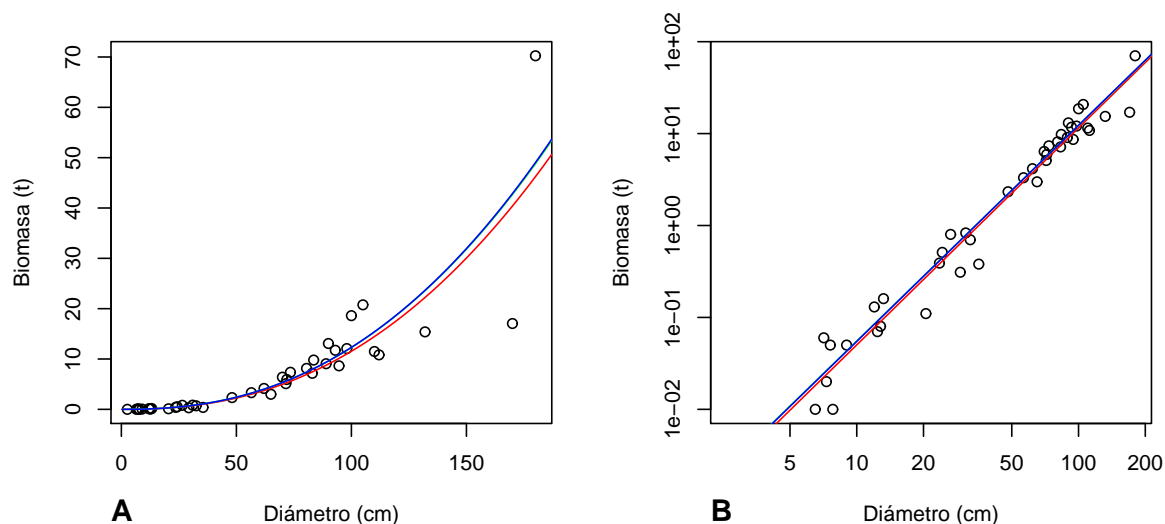 70
60
50
40
30
20
10
0
Biomasa (t)
0 50 100 150
A Diámetro (cm)
1e+02
1e+01
1e+00
1e−01
1e−02
Biomasa (t)
5 10 20 50 100 200
B Diámetro (cm)